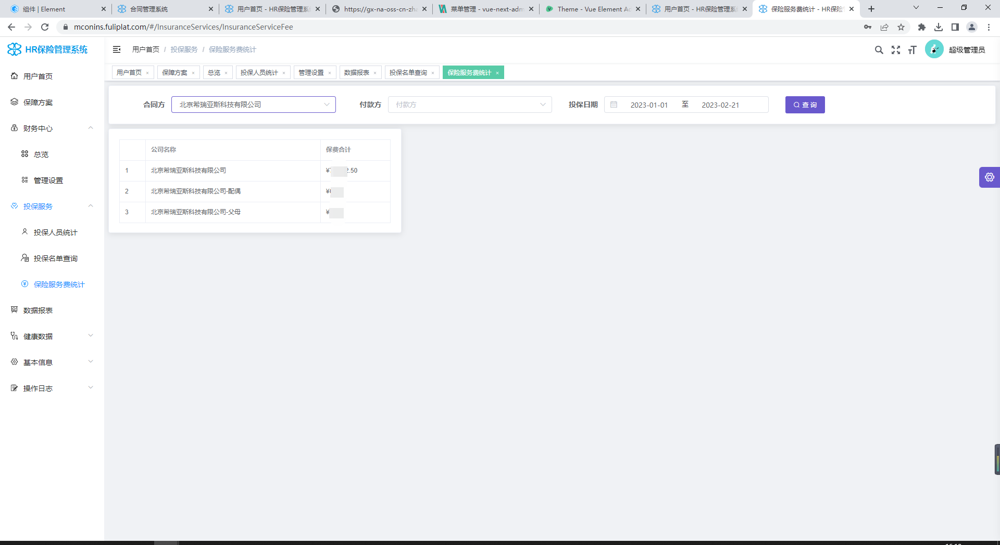 组件 | Element
合同管理系统
用户首页 - HR保险管理系
https://gx-na-oss-cn-zha
菜单管理 - vue-next-adm
Theme - Vue Element Ad
用户首页 - HR保险管理系
保险服务费统计 - HR保险
mconins.fuliplat.com/#/InsuranceServices/InsuranceServiceFee
HR保险管理系统
用户首页 / 投保服务 / 保险服务费统计
超级管理员
用户首页 × 保障方案 × 总览 × 投保人员统计 × 管理设置 × 数据报表 × 投保名单查询 × 保险服务费统计 ×
用户首页
保障方案
财务中心
总览
管理设置
投保服务
投保人员统计
投保名单查询
保险服务费统计
数据报表
健康数据
基本信息
操作日志
合同方 北京希瑞亚斯科技有限公司 付款方 付款方 投保日期 2023-01-01 至 2023-02-21 查 询
公司名称 保费合计
1 北京希瑞亚斯科技有限公司 ¥ 2.50
2 北京希瑞亚斯科技有限公司-配偶 ¥
3 北京希瑞亚斯科技有限公司-父母 ¥